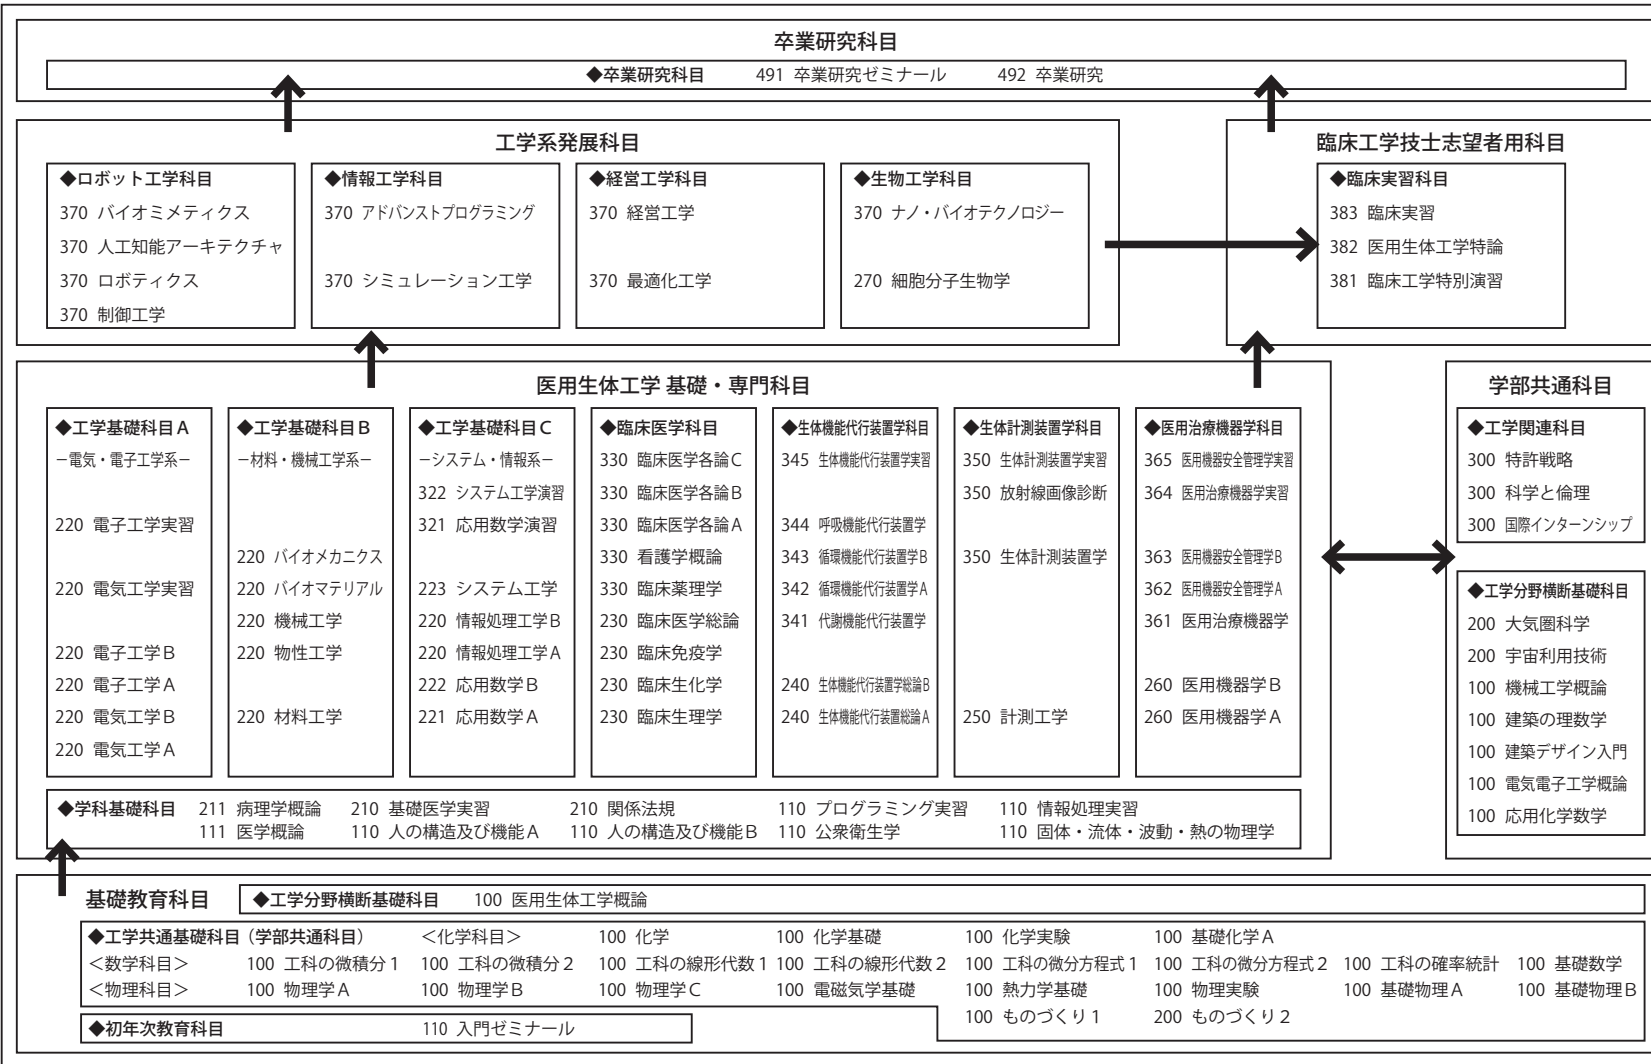 卒業研究科目
◆卒業研究科目 491 卒業研究ゼミナール 492 卒業研究
工学系発展科目
◆ロボット工学科目
370 バイオミメティクス
370 人工知能アーキテクチャ
370 ロボティクス
370 制御工学
◆情報工学科目
370 アドバンストプログラミング
370 シミュレーション工学
◆経営工学科目
370 経営工学
370 最適化工学
◆生物工学科目
370 ナノ・バイオテクノロジー
270 細胞分子生物学
臨床工学技士志望者用科目
◆臨床実習科目
383 臨床実習
382 医用生体工学特論
381 臨床工学特別演習
医用生体工学 基礎・専門科目
◆工学基礎科目A
−電気・電子工学系−
220 電子工学実習
220 電気工学実習
220 電子工学B
220 電子工学A
220 電気工学B
220 電気工学A
◆工学基礎科目B
−材料・機械工学系−
220 バイオメカニクス
220 バイオマテリアル
220 機械工学
220 物性工学
220 材料工学
◆工学基礎科目C
−システム・情報系−
322 システム工学演習
321 応用数学演習
223 システム工学
220 情報処理工学B
220 情報処理工学A
222 応用数学B
221 応用数学A
◆臨床医学科目
330 臨床医学各論C
330 臨床医学各論B
330 臨床医学各論A
330 看護学概論
330 臨床薬理学
230 臨床医学総論
230 臨床免疫学
230 臨床生化学
230 臨床生理学
◆生体機能代行装置学科目
345 生体機能代行装置学実習
344 呼吸機能代行装置学
343 循環機能代行装置学B
342 循環機能代行装置学A
341 代謝機能代行装置学
240 生体機能代行装置学総論B
240 生体機能代行装置総論A
◆生体計測装置学科目
350 生体計測装置学実習
350 放射線画像診断
350 生体計測装置学
250 計測工学
◆医用治療機器学科目
365 医用機器安全管理学実習
364 医用治療機器学実習
363 医用機器安全管理学B
362 医用機器安全管理学A
361 医用治療機器学
260 医用機器学B
260 医用機器学A
◆学科基礎科目 211 病理学概論 210 基礎医学実習 210 関係法規 110 プログラミング実習 110 情報処理実習
111 医学概論 110 人の構造及び機能A 110 人の構造及び機能B 110 公衆衛生学 110 固体・流体・波動・熱の物理学
学部共通科目
◆工学関連科目
300 特許戦略
300 科学と倫理
300 国際インターンシップ
◆工学分野横断基礎科目
200 大気圏科学
200 宇宙利用技術
100 機械工学概論
100 建築の理数学
100 建築デザイン入門
100 電気電子工学概論
100 応用化学数学
基礎教育科目 ◆工学分野横断基礎科目 100 医用生体工学概論
◆工学共通基礎科目(学部共通科目) <化学科目> 100 化学 100 化学基礎 100 化学実験 100 基礎化学A
<数学科目> 100 工科の微積分1 100 工科の微積分2 100 工科の線形代数1 100 工科の線形代数2 100 工科の微分方程式1 100 工科の微分方程式2 100 工科の確率統計 100 基礎数学
<物理科目> 100 物理学A 100 物理学B 100 物理学C 100 電磁気学基礎 100 熱力学基礎 100 物理実験 100 基礎物理A 100 基礎物理B
100 ものづくり1 200 ものづくり2
◆初年次教育科目 110 入門ゼミナール